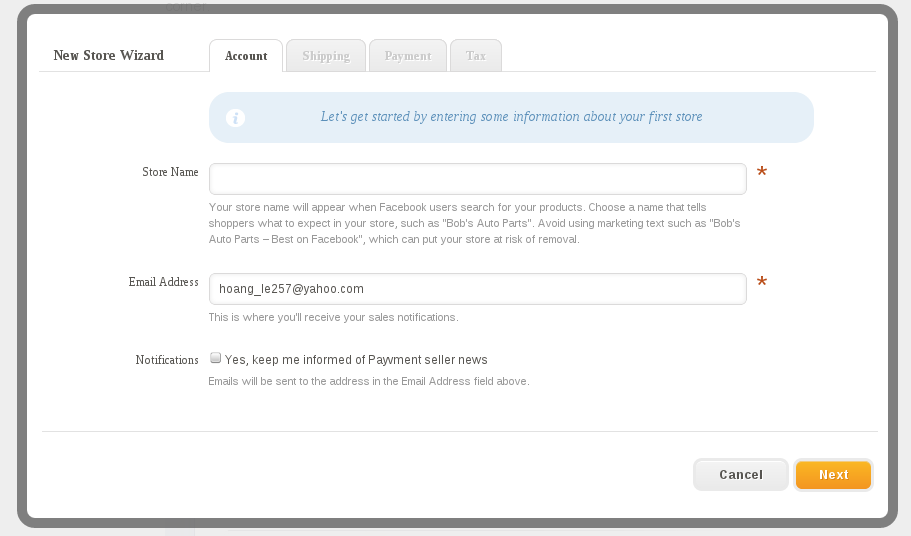 New Store Wizard
Account
Shipping
Payment
Tax
Let's get started by entering some information about your first store
Store Name
*
Your store name will appear when Facebook users search for your products. Choose a name that tells
shoppers what to expect in your store, such as "Bob's Auto Parts". Avoid using marketing text such as "Bob's
Auto Parts – Best on Facebook", which can put your store at risk of removal.
Email Address
hoang_le257@yahoo.com
*
This is where you'll receive your sales notifications.
Notifications
Yes, keep me informed of Payvment seller news
Emails will be sent to the address in the Email Address field above.
Cancel
Next